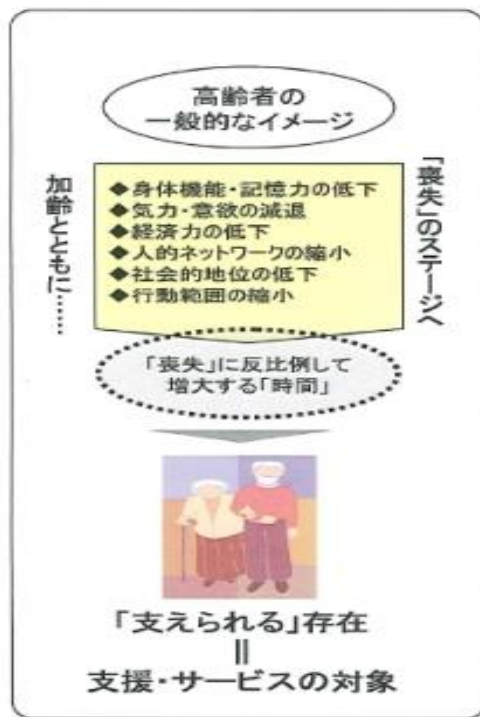 高齢者の
一般的なイメージ
加齢とともに……
「喪失」のステージへ
◆身体機能・記憶力の低下
◆気力・意欲の減退
◆経済力の低下
◆人的ネットワークの縮小
◆社会的地位の低下
◆行動範囲の縮小
「喪失」に反比例して
増大する「時間」
「支えられる」存在
||
支援・サービスの対象